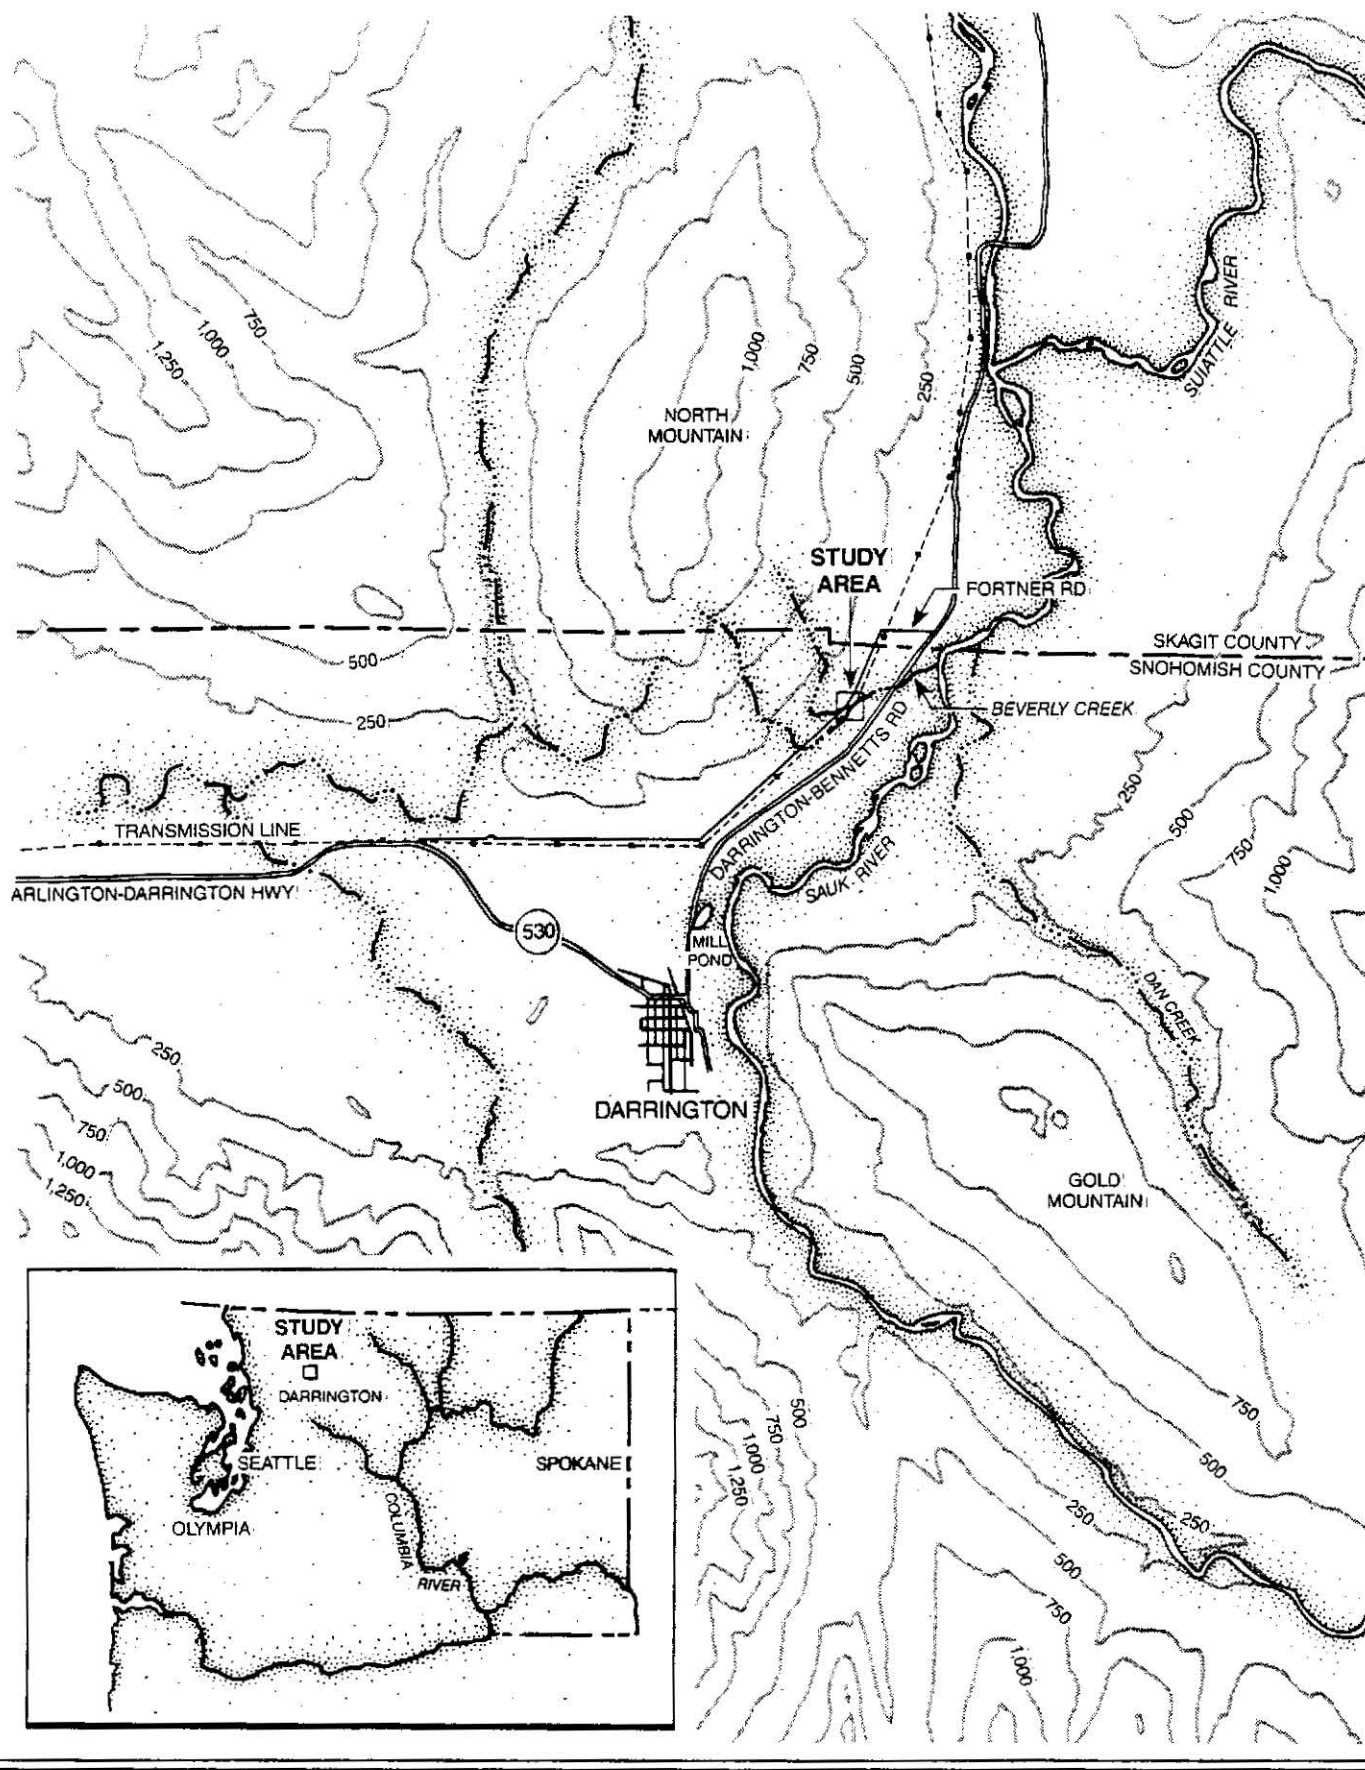 750
1,000
1,250
RIVER
SUIATTLE
1,000
750
500
250
NORTH
MOUNTAIN
STUDY
AREA
FORTNER RD
SKAGIT COUNTY
SNOHOMISH COUNTY
500
250
BEVERLY CREEK
DARRINGTON-BENNETTS RD
250
500
750
1,000
TRANSMISSION LINE
ARLINGTON-DARRINGTON HWY
SAUK RIVER
530
MILL
POND
DAN CREEK
250
500
750
1,000
1,250
DARRINGTON
GOLD
MOUNTAIN
STUDY
AREA
DARRINGTON
SEATTLE
SPOKANE
OLYMPIA
COLUMBIA
RIVER
500
750
1,000
1,250
750
500
250
250
500
750
1,000